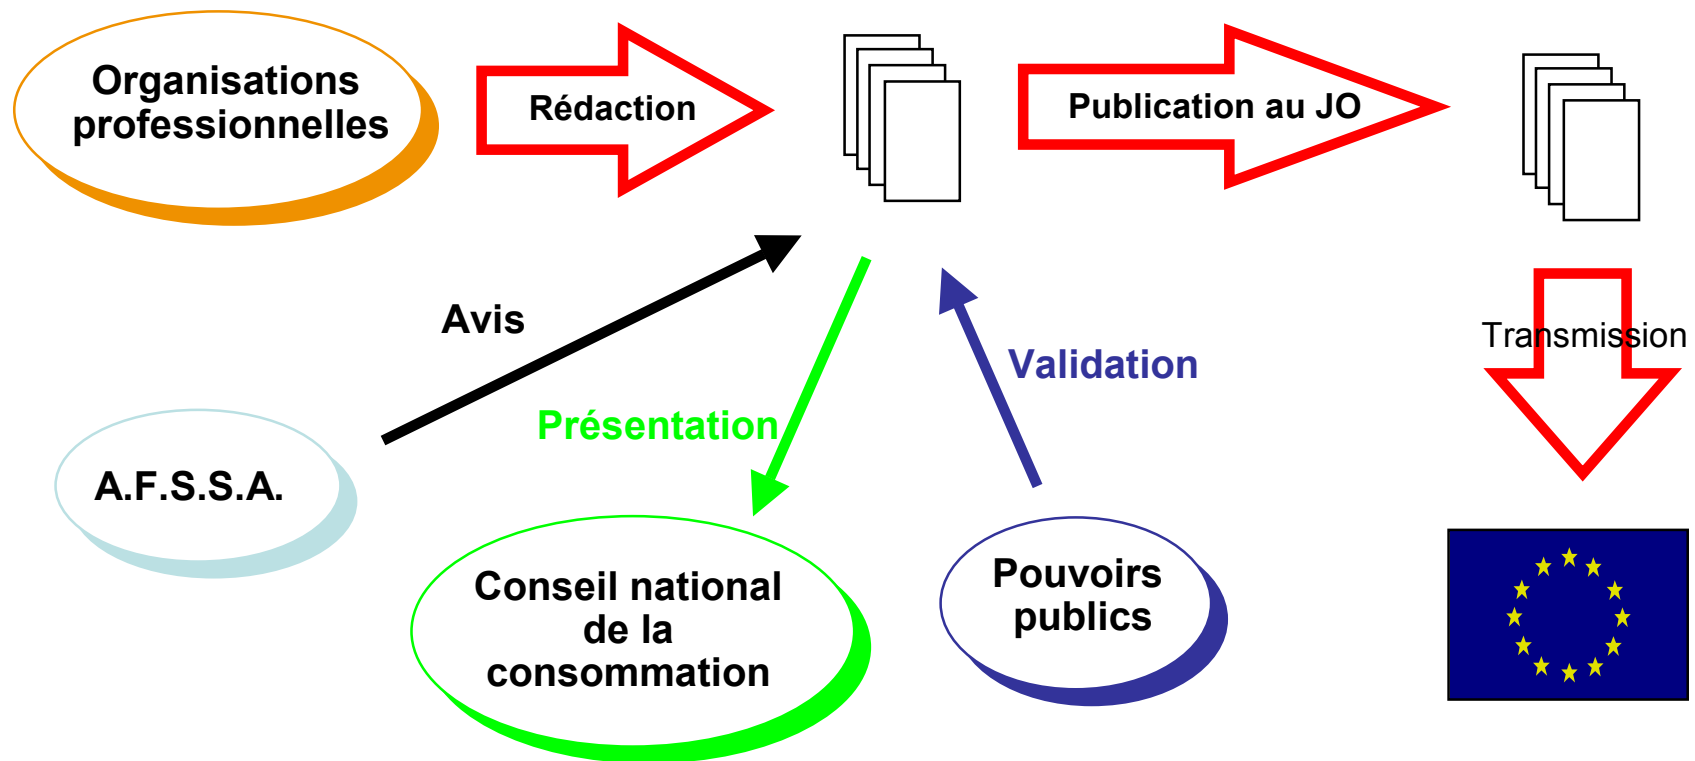 Organisations
professionnelles
Rédaction
Publication au JO
Avis
Transmission
Validation
Présentation
A.F.S.S.A.
Conseil national
de la
consommation
Pouvoirs
publics